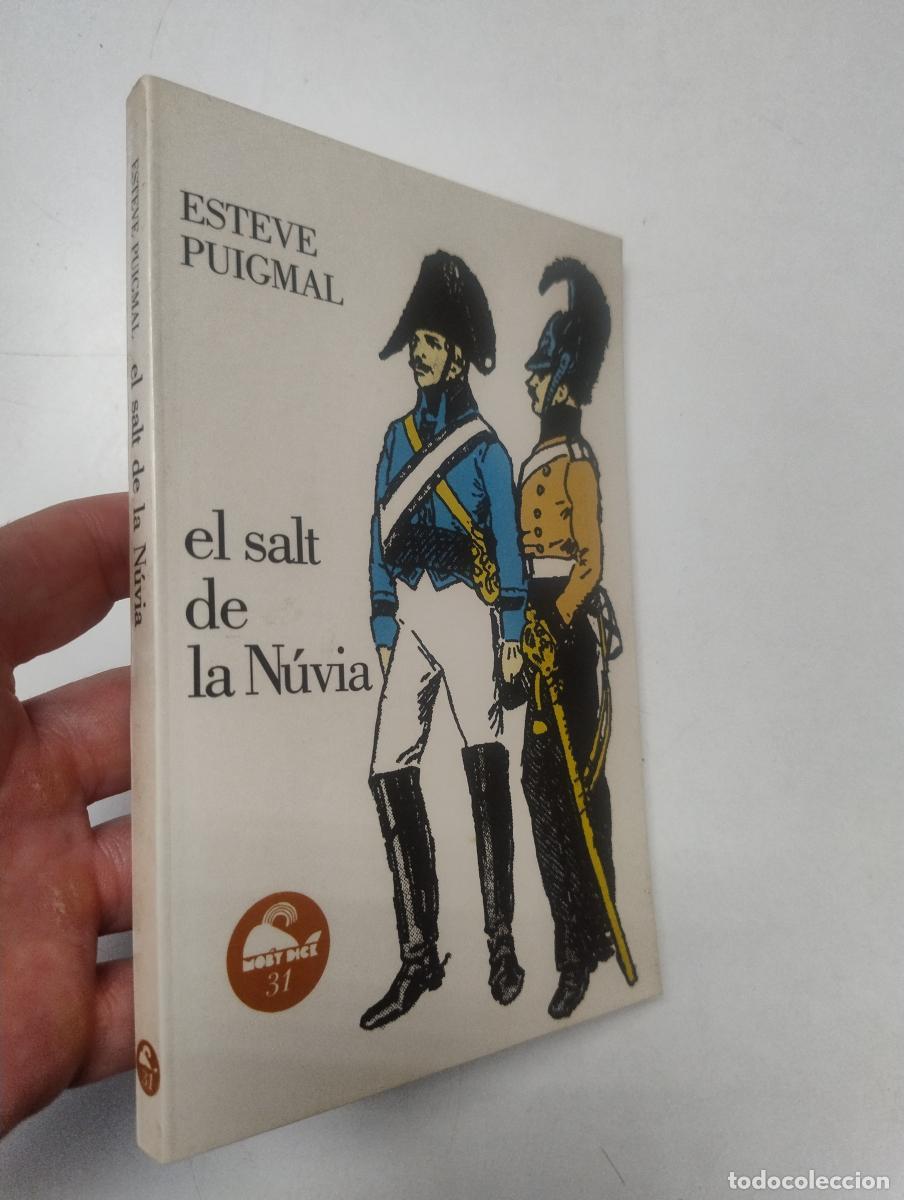 ESTEVE
PUIGMAL
el salt
de
la Núvia
MOBY DICK
31
ESTEVE PUIGMAL el salt de la Núvia
31
todocoleccion